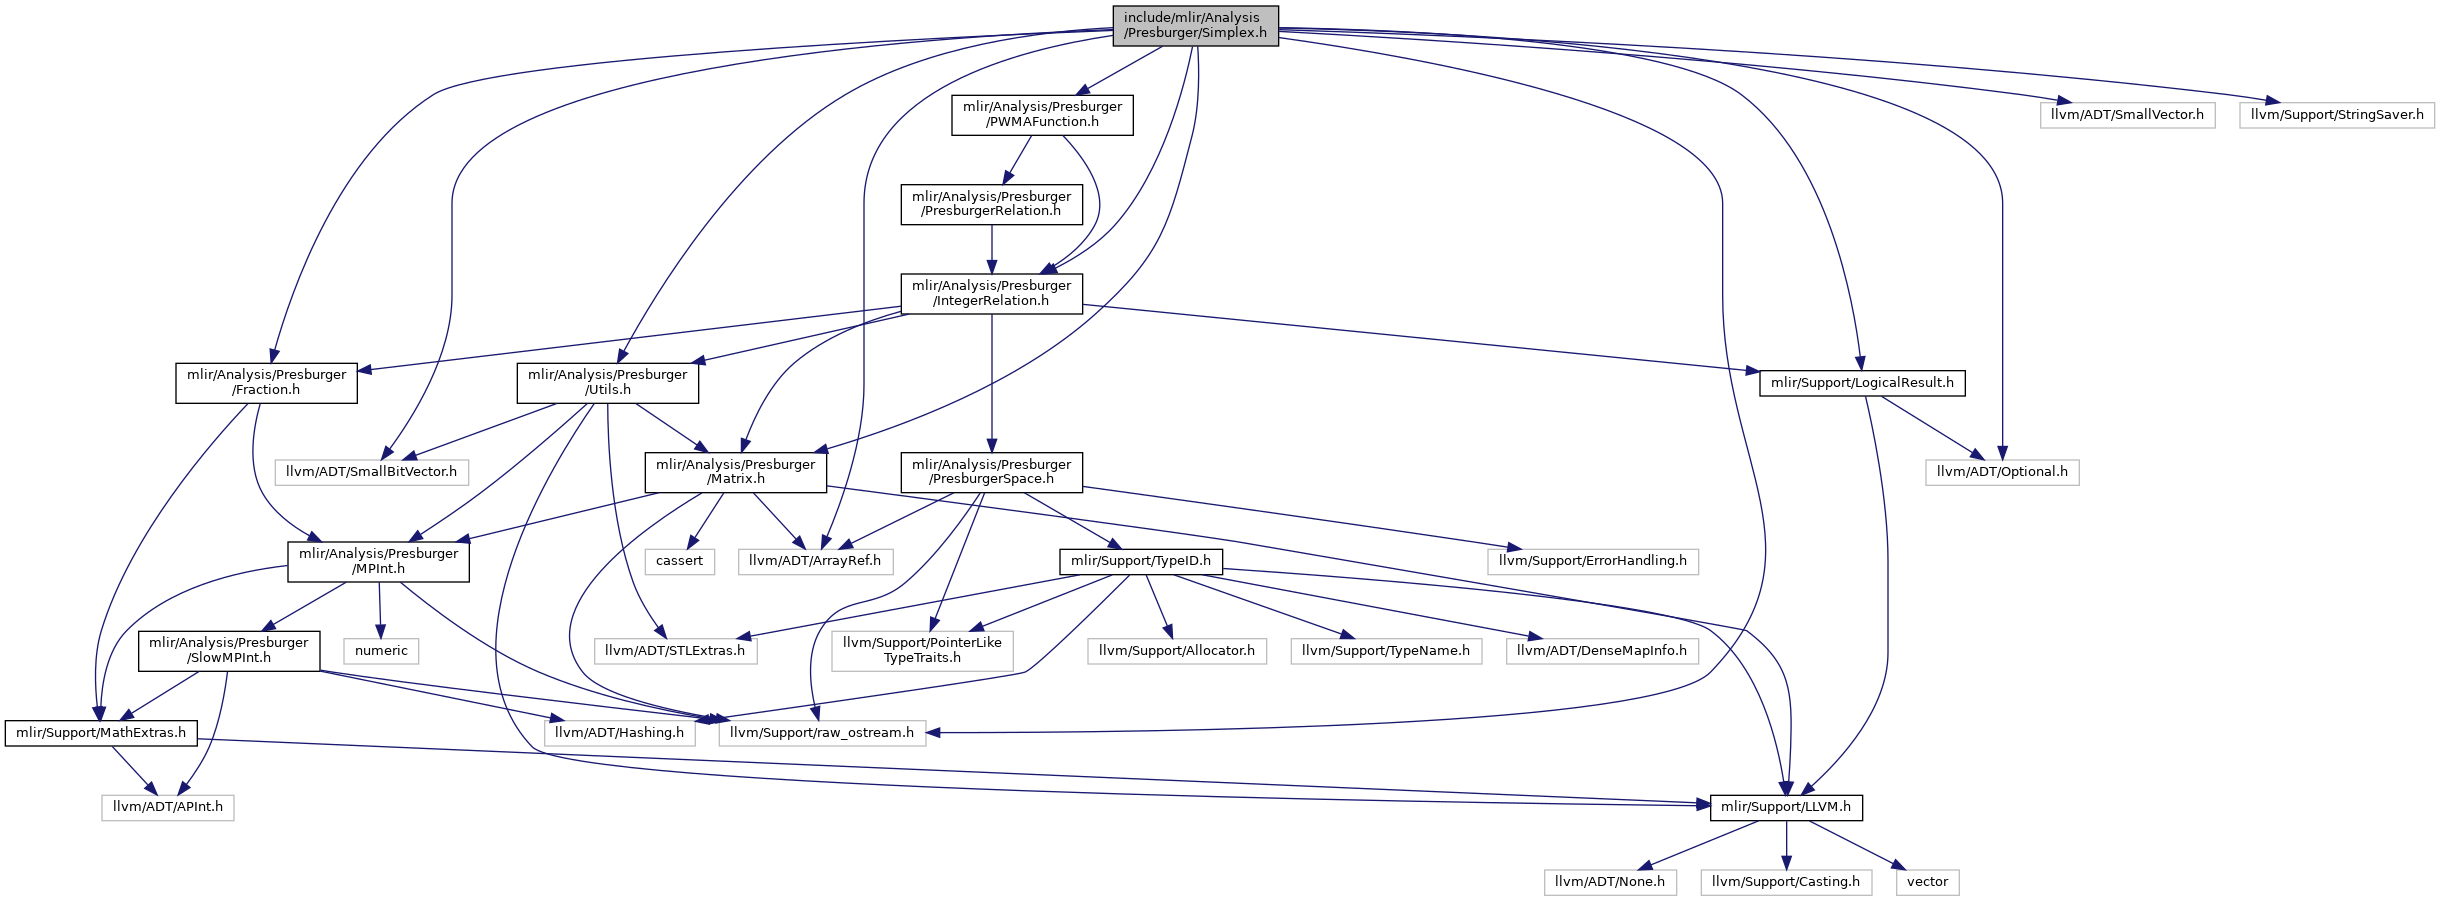 include/mlir/Analysis
/Presburger/Simplex.h
mlir/Analysis/Presburger
/PWMAFunction.h
llvm/ADT/SmallVector.h
llvm/Support/StringSaver.h
mlir/Analysis/Presburger
/PresburgerRelation.h
mlir/Analysis/Presburger
/IntegerRelation.h
mlir/Analysis/Presburger
/Fraction.h
mlir/Analysis/Presburger
/Utils.h
mlir/Support/LogicalResult.h
llvm/ADT/SmallBitVector.h
mlir/Analysis/Presburger
/Matrix.h
mlir/Analysis/Presburger
/PresburgerSpace.h
llvm/ADT/Optional.h
mlir/Analysis/Presburger
/MPInt.h
cassert
llvm/ADT/ArrayRef.h
mlir/Support/TypeID.h
llvm/Support/ErrorHandling.h
mlir/Analysis/Presburger
/SlowMPInt.h
numeric
llvm/ADT/STLExtras.h
llvm/Support/PointerLike
TypeTraits.h
llvm/Support/Allocator.h
llvm/Support/TypeName.h
llvm/ADT/DenseMapInfo.h
mlir/Support/MathExtras.h
llvm/ADT/Hashing.h
llvm/Support/raw_ostream.h
llvm/ADT/APInt.h
mlir/Support/LLVM.h
llvm/ADT/None.h
llvm/Support/Casting.h
vector